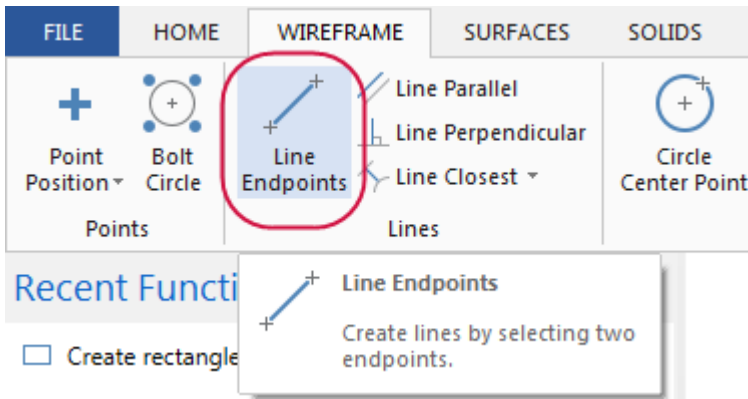 FILE HOME WIREFRAME SURFACES SOLIDS
Point
Position
Bolt
Circle
Line
Endpoints
Line Parallel
Line Perpendicular
Line Closest
Circle
Center Point
Points
Lines
Recent Functi
Create rectangle
Line Endpoints
Create lines by selecting two
endpoints.